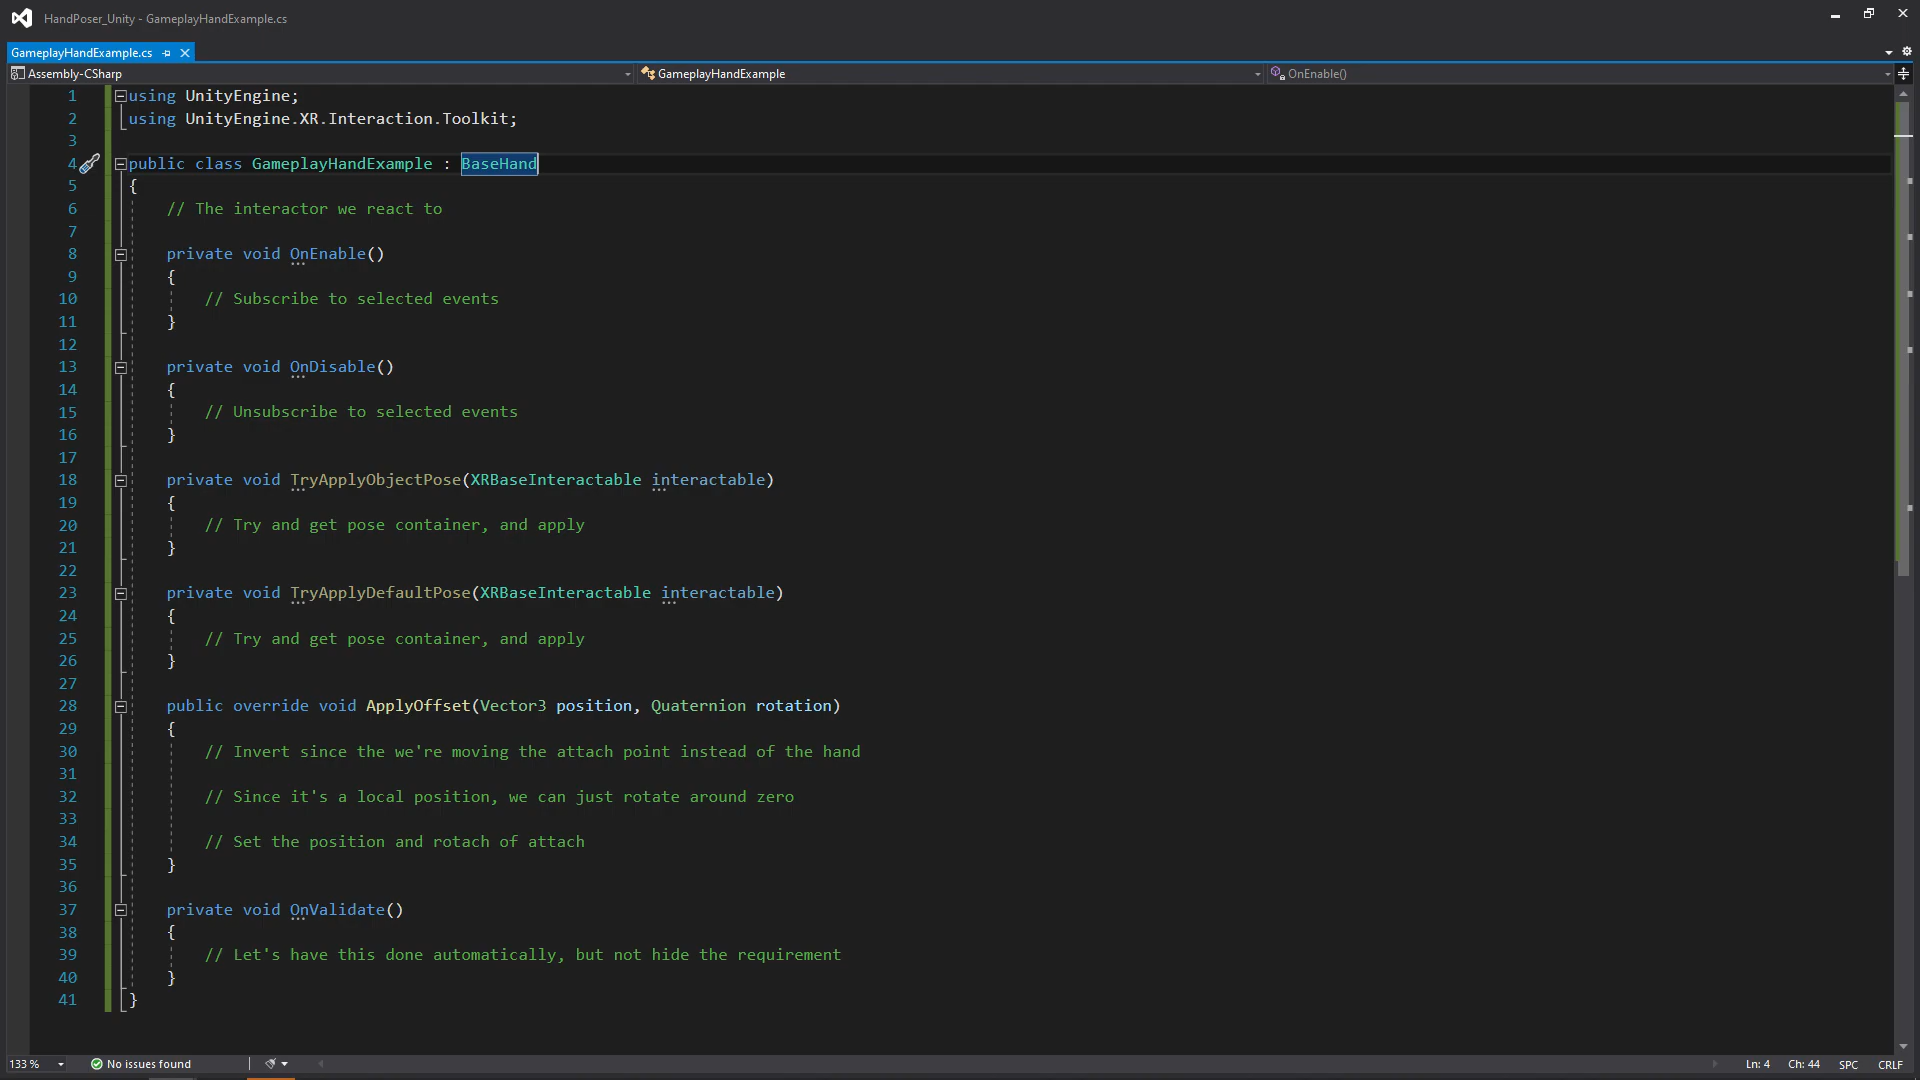 HandPoser_Unity - GameplayHandExample.cs
GameplayHandExample.cs
Assembly-CSharp
GameplayHandExample
OnEnable()
1 using UnityEngine;
2 using UnityEngine.XR.Interaction.Toolkit;
3
4 public class GameplayHandExample : BaseHand
5 {
6 // The interactor we react to
7
8 private void OnEnable()
9 {
10 // Subscribe to selected events
11 }
12
13 private void OnDisable()
14 {
15 // Unsubscribe to selected events
16 }
17
18 private void TryApplyObjectPose(XRBaseInteractable interactable)
19 {
20 // Try and get pose container, and apply
21 }
22
23 private void TryApplyDefaultPose(XRBaseInteractable interactable)
24 {
25 // Try and get pose container, and apply
26 }
27
28 public override void ApplyOffset(Vector3 position, Quaternion rotation)
29 {
30 // Invert since the we're moving the attach point instead of the hand
31
32 // Since it's a local position, we can just rotate around zero
33
34 // Set the position and rotach of attach
35 }
36
37 private void OnValidate()
38 {
39 // Let's have this done automatically, but not hide the requirement
40 }
41 }
133 %
No issues found
Ln: 4
Ch: 44
SPC
CRLF